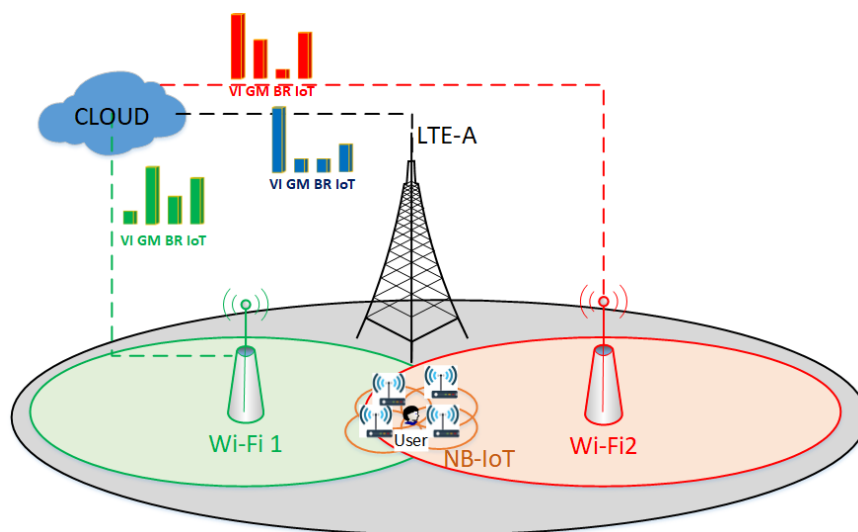 VI GM BR IoT
CLOUD
LTE-A
VI GM BR IoT
VI GM BR IoT
Wi-Fi 1
User
Wi-Fi2
NB-IoT